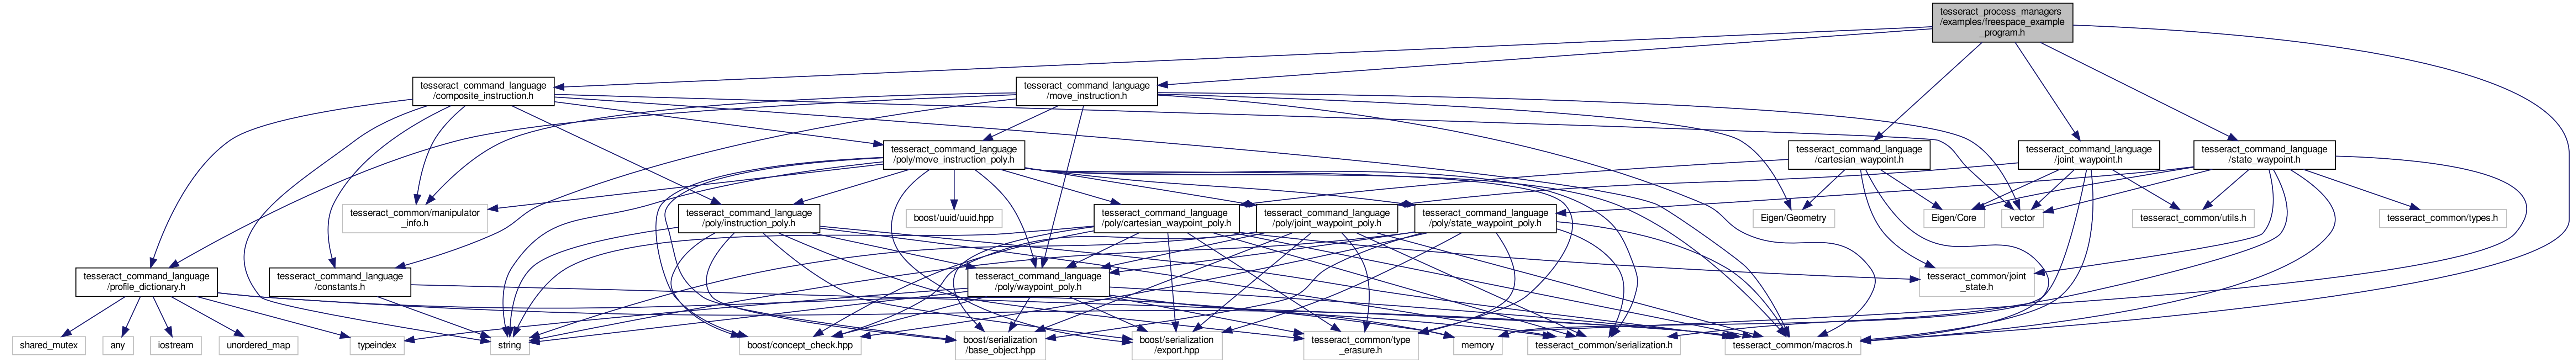 tesseract_process_managers
/examples/freespace_example
_program.h
tesseract_command_language
/composite_instruction.h
tesseract_command_language
/move_instruction.h
tesseract_command_language
/poly/move_instruction_poly.h
tesseract_command_language
/cartesian_waypoint.h
tesseract_command_language
/joint_waypoint.h
tesseract_command_language
/state_waypoint.h
tesseract_common/manipulator
_info.h
tesseract_command_language
/poly/instruction_poly.h
boost/uuid/uuid.hpp
tesseract_command_language
/poly/cartesian_waypoint_poly.h
tesseract_command_language
/poly/joint_waypoint_poly.h
tesseract_command_language
/poly/state_waypoint_poly.h
Eigen/Geometry
Eigen/Core
vector
tesseract_common/utils.h
tesseract_common/types.h
tesseract_command_language
/profile_dictionary.h
tesseract_command_language
/constants.h
tesseract_command_language
/poly/waypoint_poly.h
tesseract_common/joint
_state.h
shared_mutex
any
iostream
unordered_map
typeindex
string
boost/concept_check.hpp
boost/serialization
/base_object.hpp
boost/serialization
/export.hpp
tesseract_common/type
_erasure.h
memory
tesseract_common/serialization.h
tesseract_common/macros.h